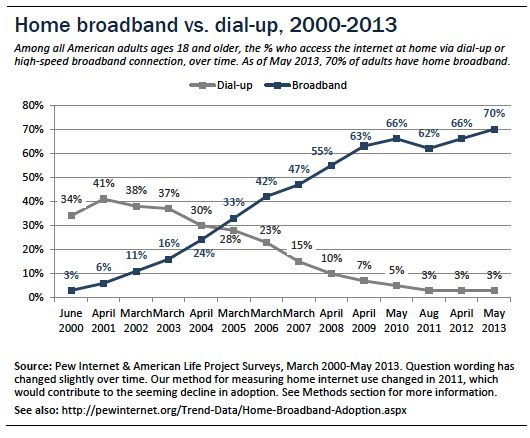 Home broadband vs. dial-up, 2000-2013
Among all American adults ages 18 and older, the % who access the internet at home via dial-up or
high-speed broadband connection, over time. As of May 2013, 70% of adults have home broadband.
Dial-up Broadband
80%
70%
60%
50%
40%
30%
20%
10%
0%
34% 41% 38% 37% 30% 28% 23% 15% 10% 7% 5% 3% 3% 3%
3% 6% 11% 16% 24% 33% 42% 47% 55% 63% 66% 62% 66% 70%
June April March March April March March March April April May Aug April May
2000 2001 2002 2003 2004 2005 2006 2007 2008 2009 2010 2011 2012 2013
Source: Pew Internet & American Life Project Surveys, March 2000-May 2013. Question wording has
changed slightly over time. Our method for measuring home internet use changed in 2011, which
would contribute to the seeming decline in adoption. See Methods section for more information.
See also: http://pewinternet.org/Trend-Data/Home-Broadband-Adoption.aspx